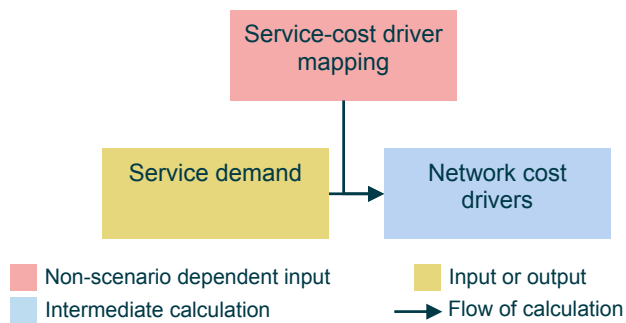 Service-cost driver
mapping
Service demand
Network cost
drivers
Non-scenario dependent input
Input or output
Intermediate calculation
Flow of calculation